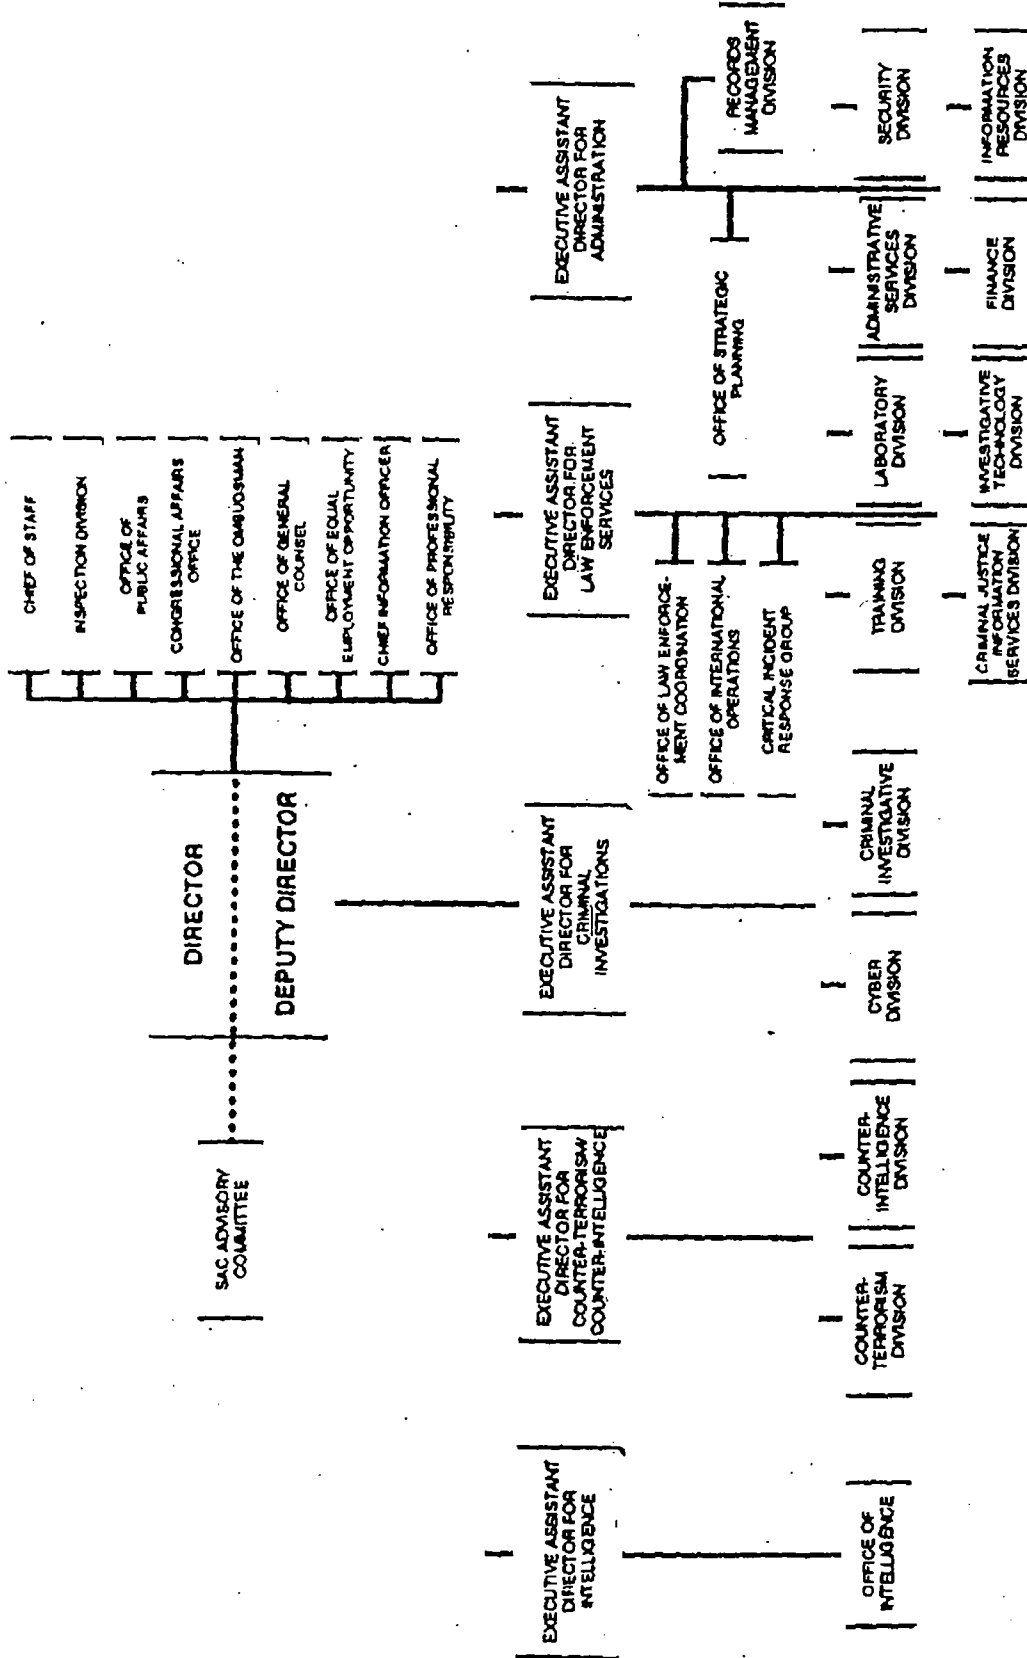 DIRECTOR
DEPUTY DIRECTOR
SAC ADVISORY
COMMITTEE
CHIEF OF STAFF
INSPECTION DIVISION
OFFICE OF
PUBLIC AFFAIRS
CONGRESSIONAL AFFAIRS
OFFICE
OFFICE OF THE OMBUDSMAN
OFFICE OF GENERAL
COUNSEL
OFFICE OF EQUAL
EMPLOYMENT OPPORTUNITY
CHIEF INFORMATION OFFICER
OFFICE OF PROFESSIONAL
RESPONSIBILITY
EXECUTIVE ASSISTANT
DIRECTOR FOR
INTELLIGENCE
EXECUTIVE ASSISTANT
DIRECTOR FOR
COUNTER-TERRORISM/
COUNTER-INTELLIGENCE
EXECUTIVE ASSISTANT
DIRECTOR FOR
CRIMINAL
INVESTIGATIONS
EXECUTIVE ASSISTANT
DIRECTOR FOR
LAW ENFORCEMENT
SERVICES
EXECUTIVE ASSISTANT
DIRECTOR FOR
ADMINISTRATION
OFFICE OF LAW ENFORCE-
MENT COORDINATION
OFFICE OF INTERNATIONAL
OPERATIONS
CRITICAL INCIDENT
RESPONSE GROUP
OFFICE OF STRATEGIC
PLANNING
RECORDS
MANAGEMENT
DIVISION
OFFICE OF
INTELLIGENCE
COUNTER-
TERRORISM
DIVISION
COUNTER-
INTELLIGENCE
DIVISION
CYBER
DIVISION
CRIMINAL
INVESTIGATIVE
DIVISION
TRAINING
DIVISION
LABORATORY
DIVISION
ADMINISTRATIVE
SERVICES
DIVISION
SECURITY
DIVISION
CRIMINAL JUSTICE
INFORMATION
SERVICES DIVISION
INVESTIGATIVE
TECHNOLOGY
DIVISION
FINANCE
DIVISION
INFORMATION
RESOURCES
DIVISION